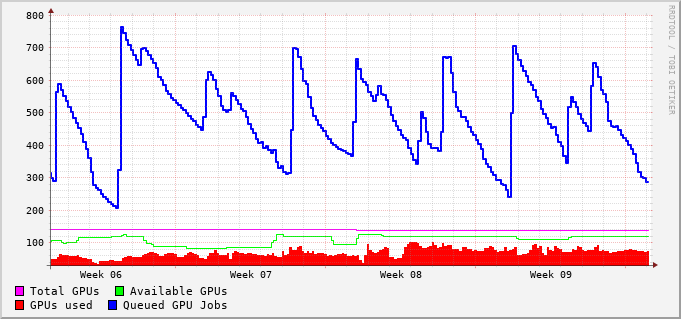 800
700
600
500
400
300
200
100
Week 06 Week 07 Week 08 Week 09
Total GPUs Available GPUs
GPUs used Queued GPU Jobs
RRDTOOL / TOBI OETIKER